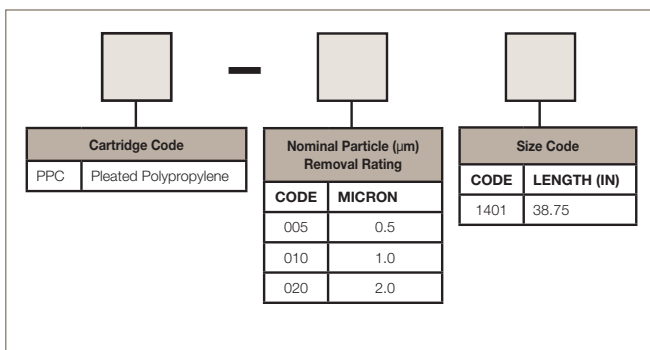 –
Cartridge Code
PPC Pleated Polypropylene
Nominal Particle (µm)
Removal Rating
CODE MICRON
005 0.5
010 1.0
020 2.0
Size Code
CODE LENGTH (IN)
1401 38.75